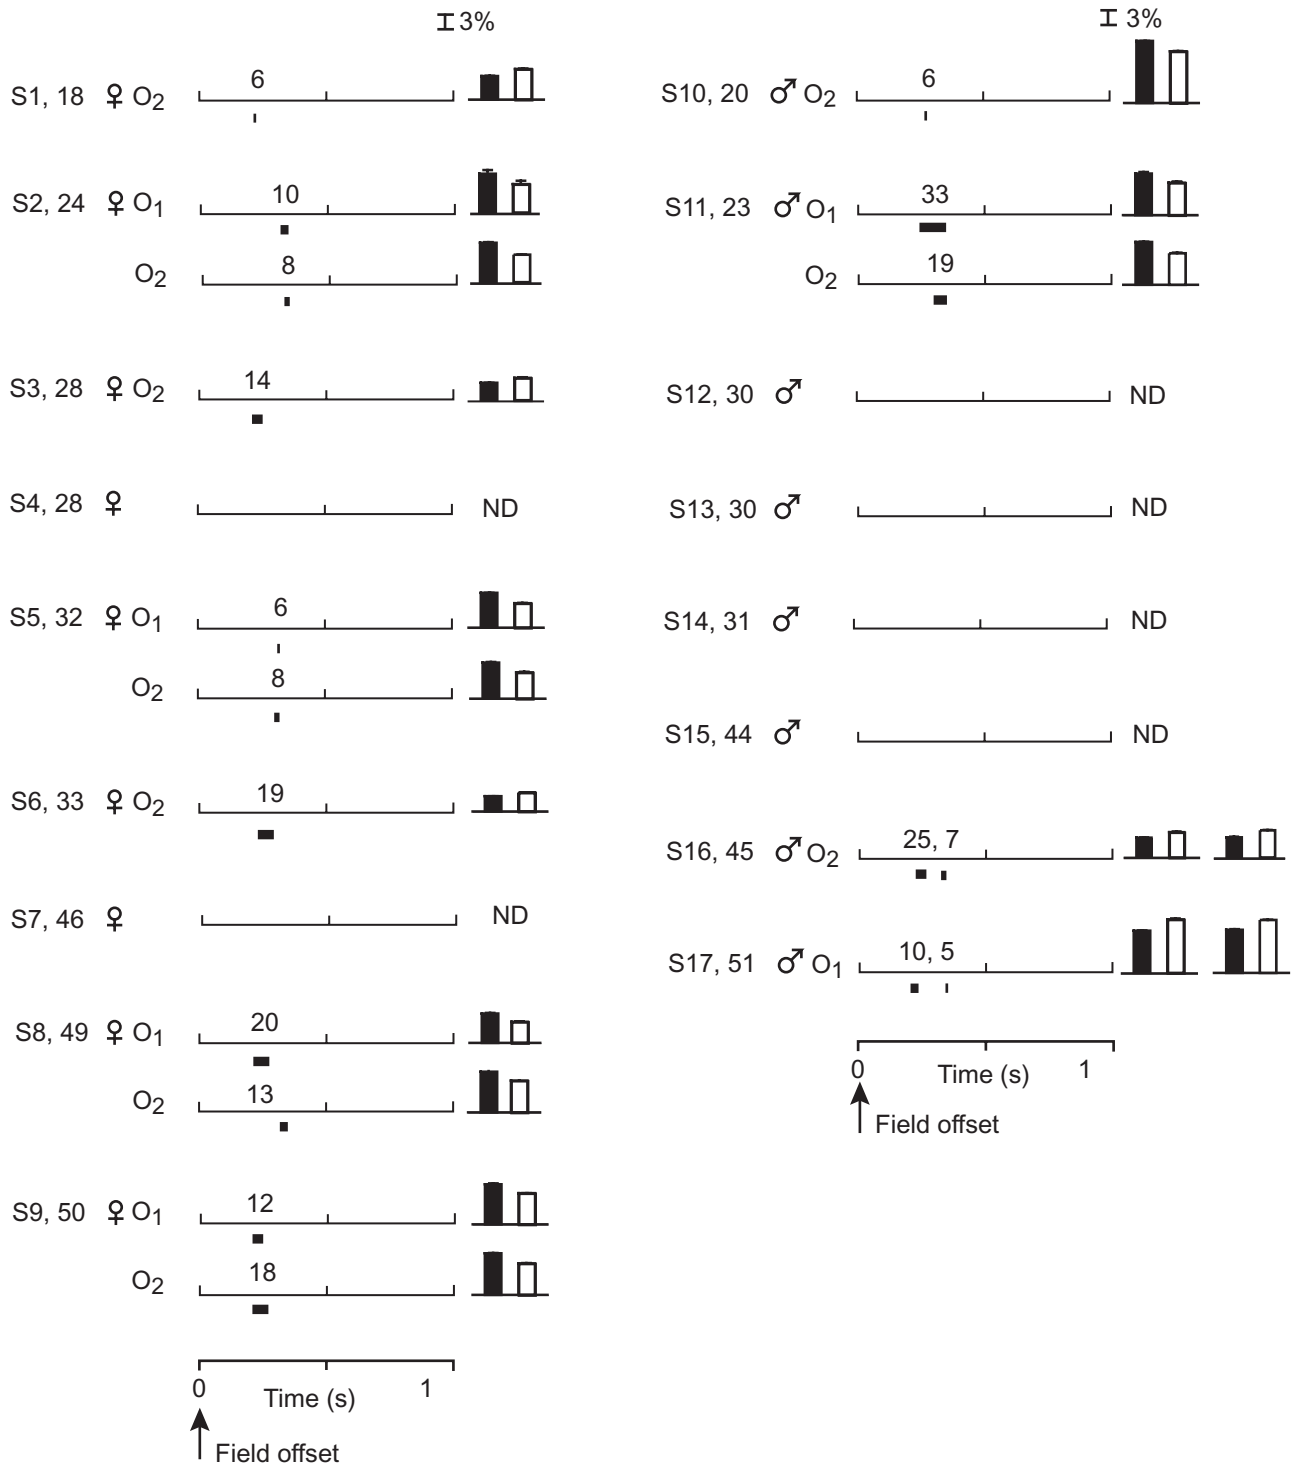 3%
S1, 18 ♀ O2
6
S2, 24 ♀ O1
10
O2
8
S3, 28 ♀ O2
14
S4, 28 ♀
ND
S5, 32 ♀ O1
6
O2
8
S6, 33 ♀ O2
19
S7, 46 ♀
ND
S8, 49 ♀ O1
20
O2
13
S9, 50 ♀ O1
12
O2
18
0
1
Time (s)
Field offset
3%
S10, 20 ♂ O2
6
S11, 23 ♂ O1
33
O2
19
S12, 30 ♂
ND
S13, 30 ♂
ND
S14, 31 ♂
ND
S15, 44 ♂
ND
S16, 45 ♂ O2
25, 7
S17, 51 ♂ O1
10, 5
0
1
Time (s)
Field offset